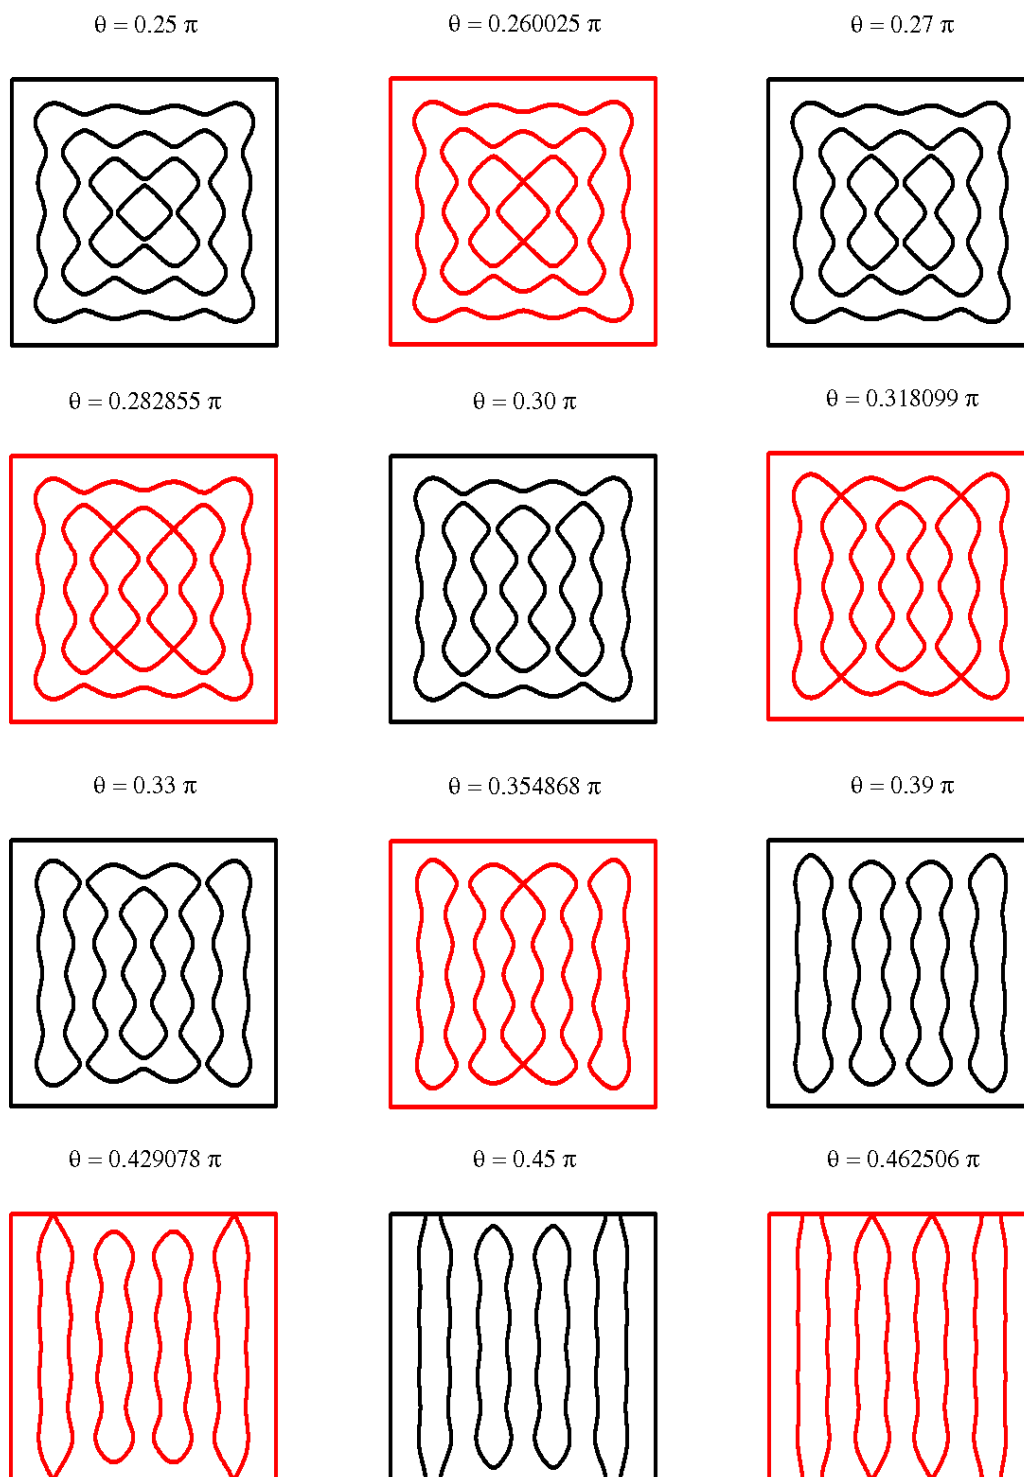 θ = 0.25 π
θ = 0.260025 π
θ = 0.27 π
θ = 0.282855 π
θ = 0.30 π
θ = 0.318099 π
θ = 0.33 π
θ = 0.354868 π
θ = 0.39 π
θ = 0.429078 π
θ = 0.45 π
θ = 0.462506 π